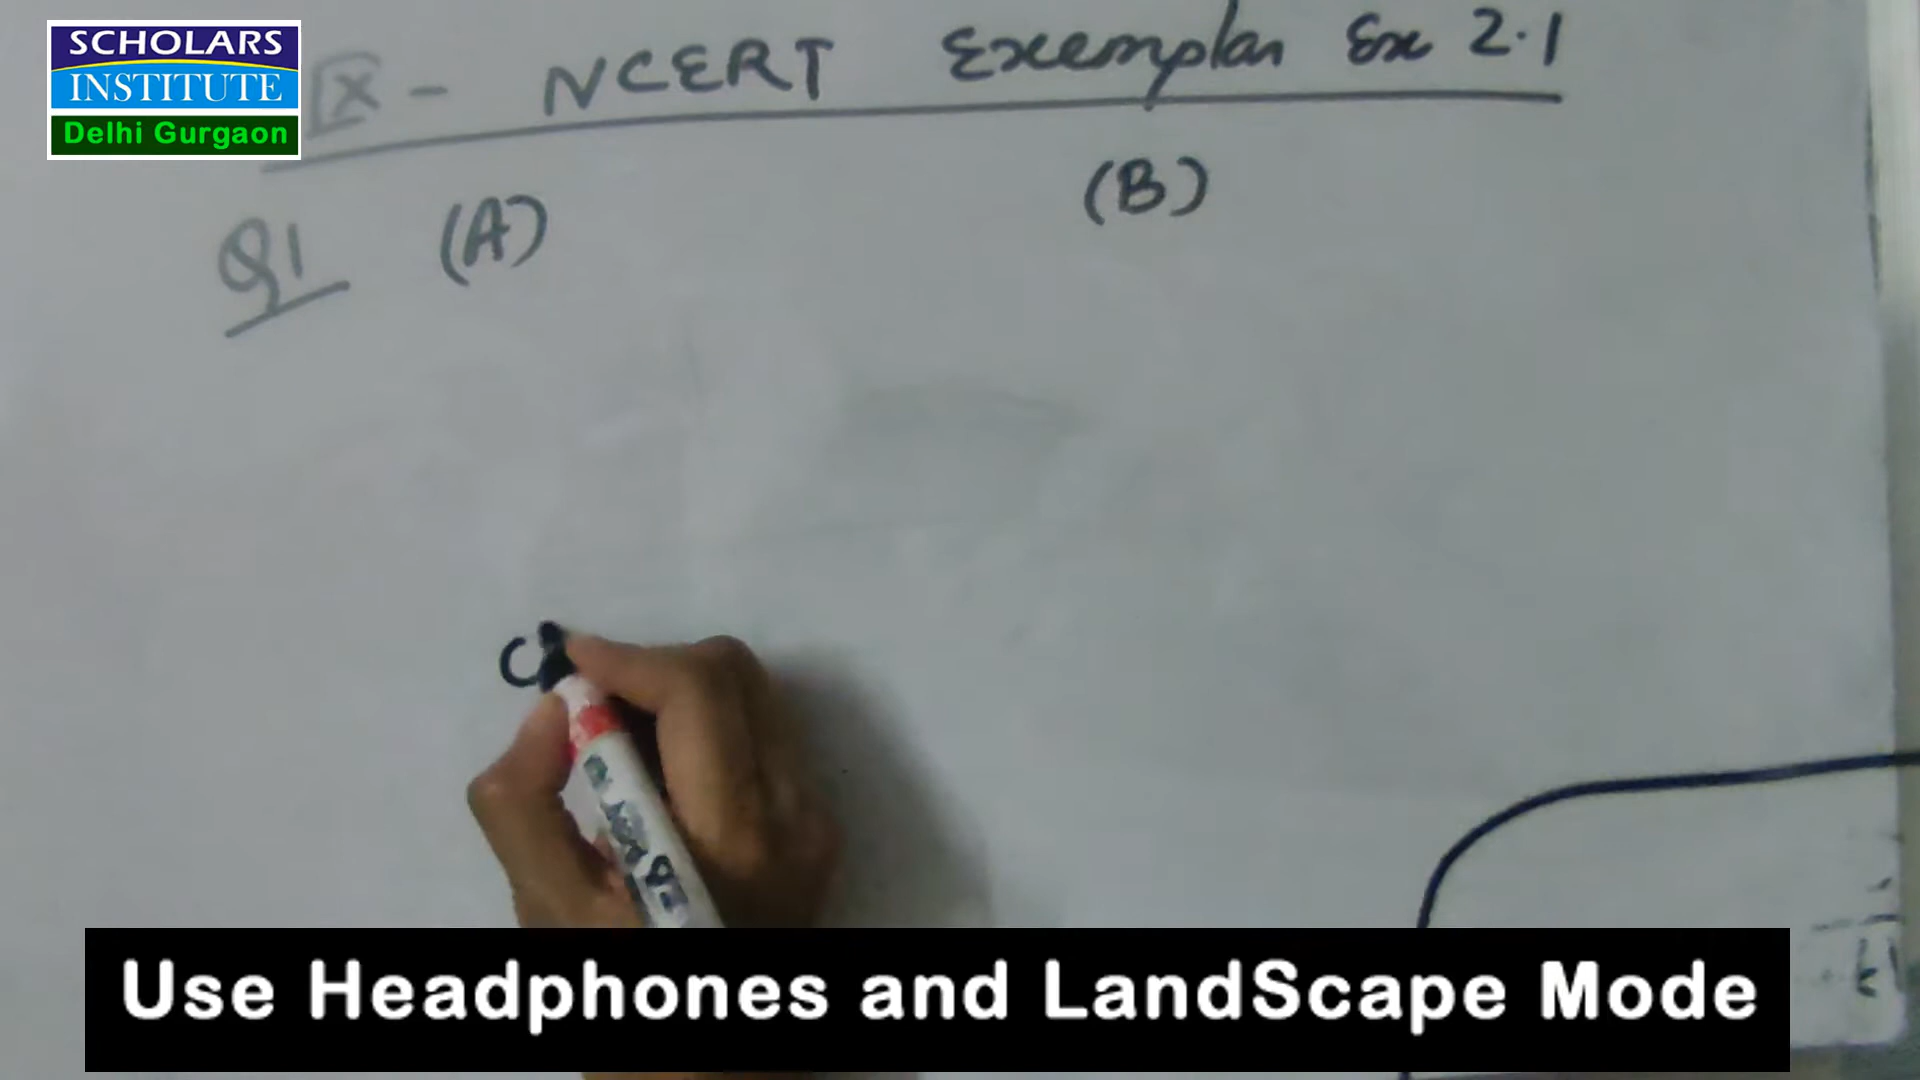 SCHOLARS
INSTITUTE
Delhi Gurgaon
IX - NCERT Exemplar Ex 2.1
Q1 (A) (B)
C
Use Headphones and LandScape Mode